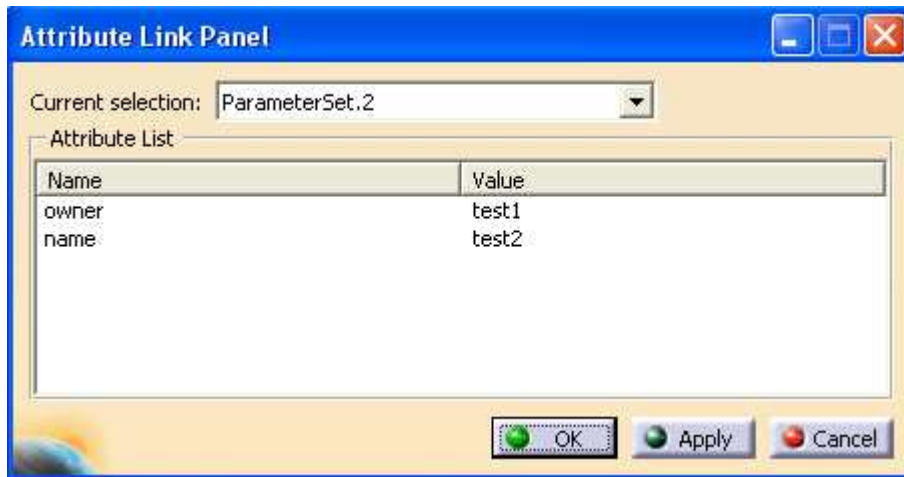 Attribute Link Panel
Current selection: ParameterSet.2
Attribute List
Name Value
owner test1
name test2
OK Apply Cancel